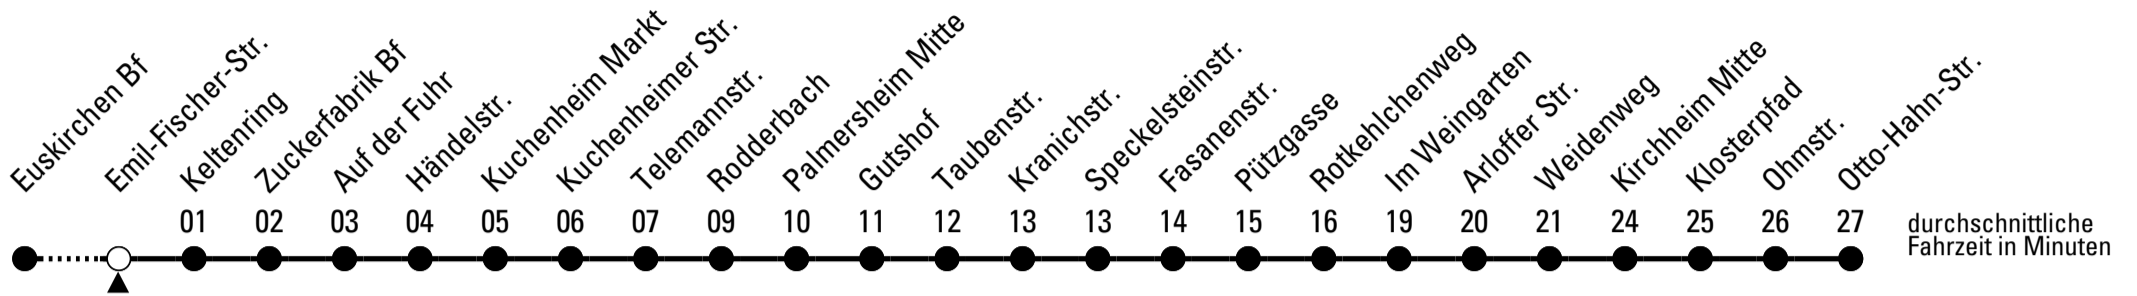 Euskirchen Bf
Emil-Fischer-Str.
Keltenring
Zuckerfabrik Bf
Auf der Fuhr
Händelstr.
Kuchenheim Markt
Kuchenheimer Str.
Telemannstr.
Rodderbach
Palmersheim Mitte
Gutshof
Taubenstr.
Kranichstr.
Speckelsteinstr.
Fasanenstr.
Pützgasse
Rotkehlchenweg
Im Weingarten
Arloffer Str.
Weidenweg
Kirchheim Mitte
Klosterpfad
Ohmstr.
Otto-Hahn-Str.
01 02 03 04 05 06 07 09 10 11 12 13 13 14 15 16 19 20 21 24 25 26 27
durchschnittliche
Fahrzeit in Minuten